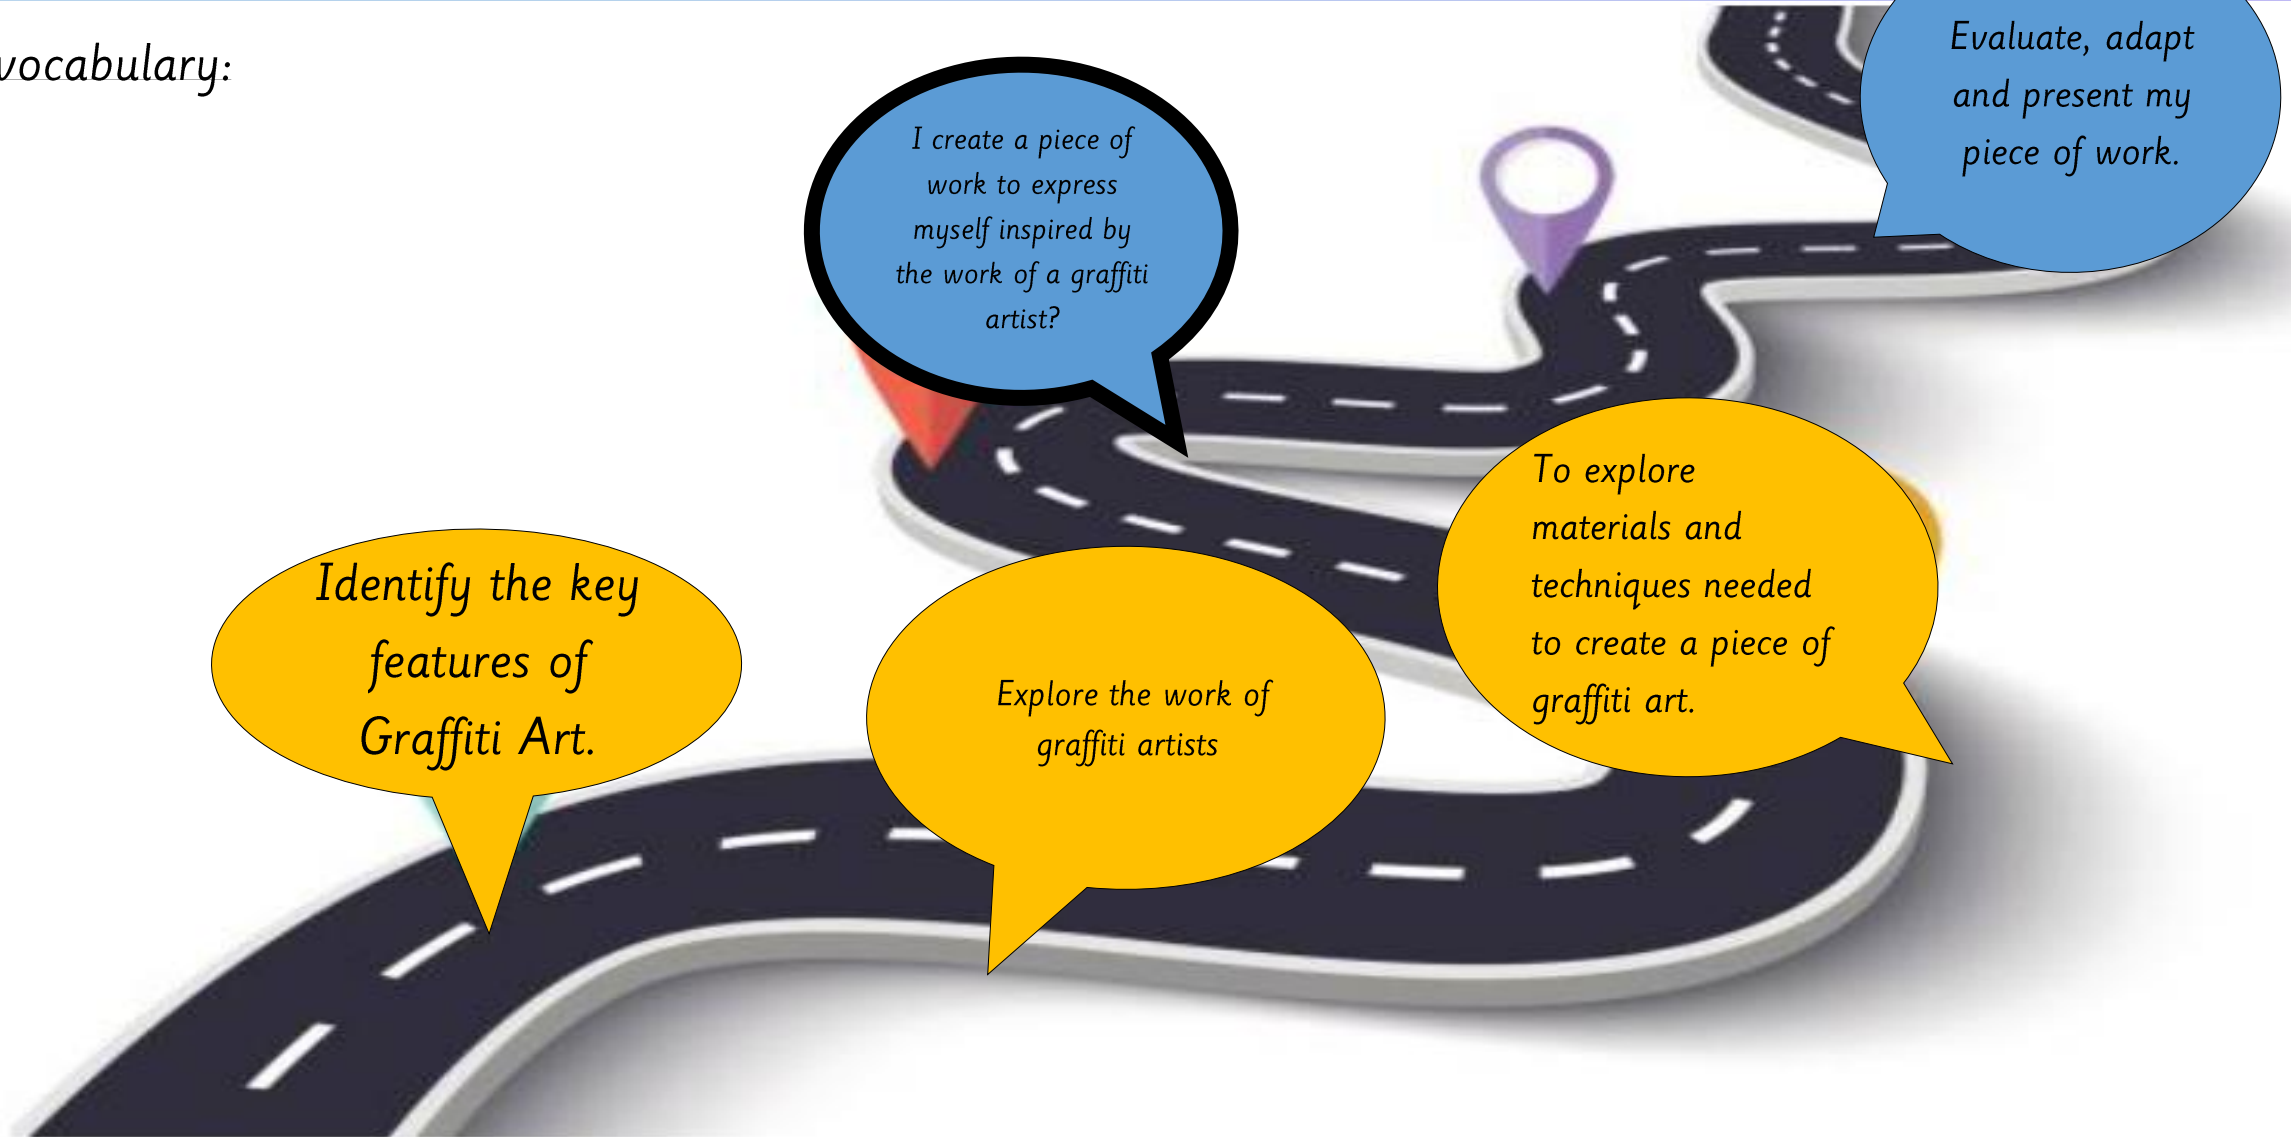 vocabulary:
Evaluate, adapt
and present my
piece of work.
I create a piece of
work to express
myself inspired by
the work of a graffiti
artist?
To explore
materials and
techniques needed
to create a piece of
graffiti art.
Identify the key
features of
Graffiti Art.
Explore the work of
graffiti artists